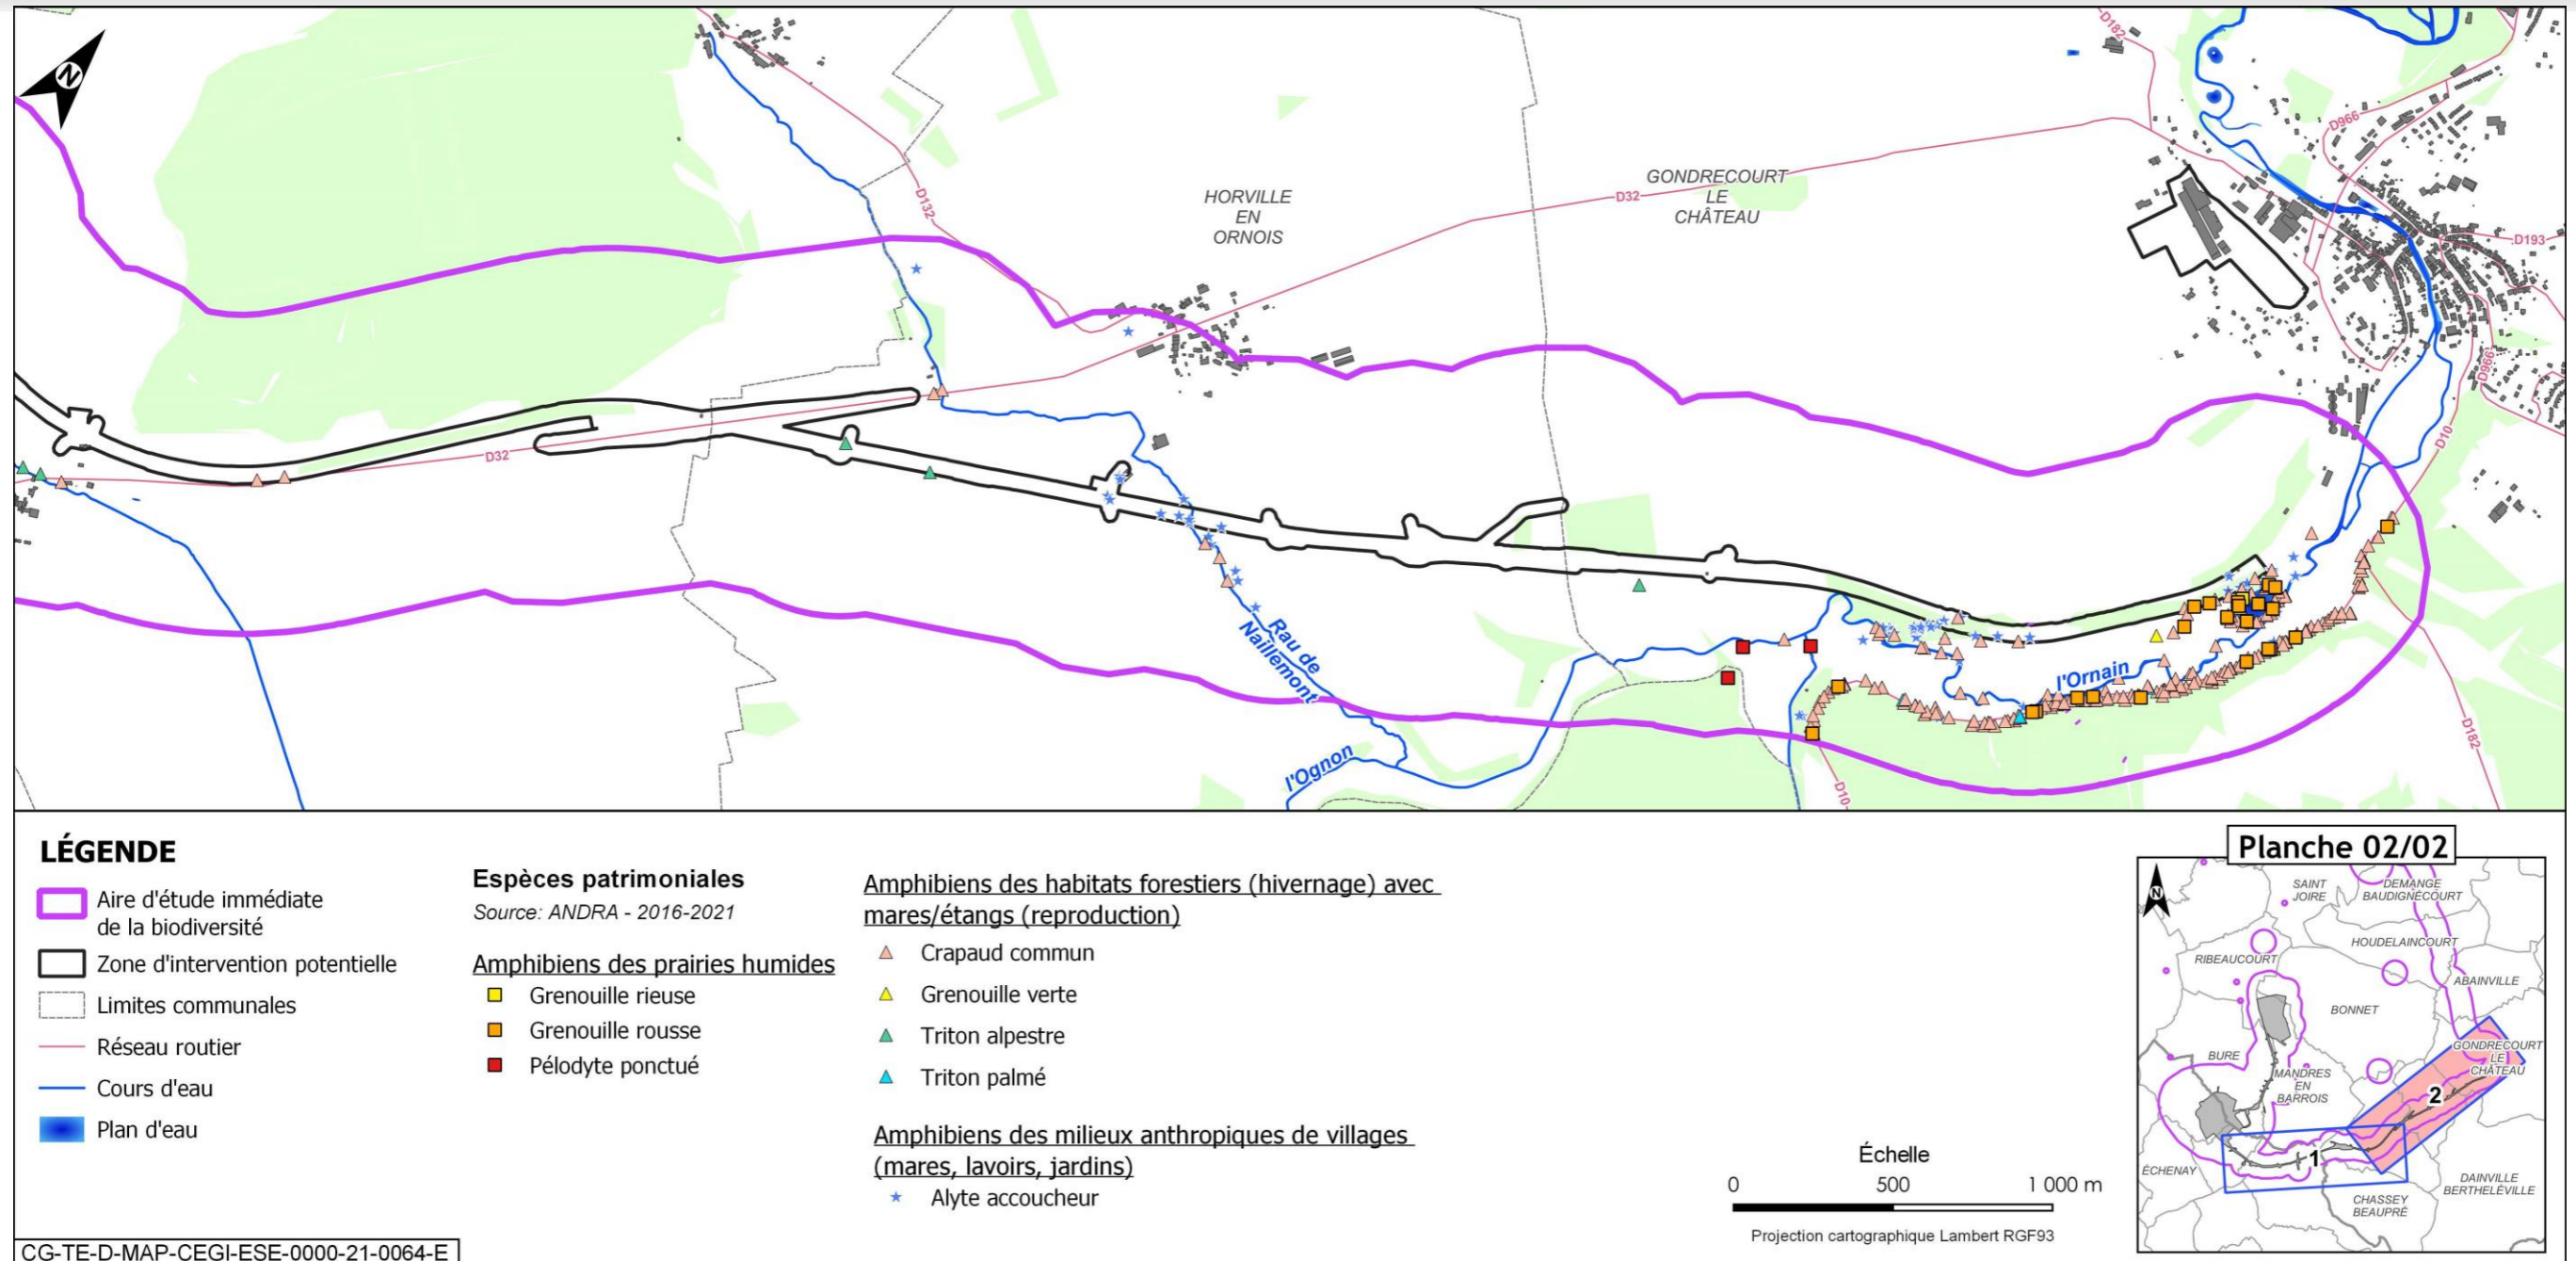 N
D182
D966
D132
HORVILLE
EN
ORNOIS
GONDRECOURT
LE
CHÂTEAU
D32
D193
D966
D10
D32
Rau de
Naillemont
l'Ornain
l'Ognon
D10
D182
LÉGENDE
Aire d'étude immédiate
de la biodiversité
Zone d'intervention potentielle
Limites communales
Réseau routier
Cours d'eau
Plan d'eau
Espèces patrimoniales
Source: ANDRA - 2016-2021
Amphibiens des prairies humides
Grenouille rieuse
Grenouille rousse
Pélodyte ponctué
Amphibiens des habitats forestiers (hivernage) avec
mares/étangs (reproduction)
Crapaud commun
Grenouille verte
Triton alpestre
Triton palmé
Amphibiens des milieux anthropiques de villages
(mares, lavoirs, jardins)
Alyte accoucheur
Échelle
0 500 1 000 m
Projection cartographique Lambert RGF93
Planche 02/02
N
SAINT
JOIRE
DEMANGE
BAUDIGNÉCOURT
HOUDELAINCOURT
RIBEAUCOURT
ABAINVILLE
BONNET
GONDRECOURT
LE
CHÂTEAU
BURE
MANDRES
EN
BARROIS
2
1
ÉCHENAY
DAINVILLE
BERTHELÉVILLE
CHASSEY
BEAUPRÉ
CG-TE-D-MAP-CEGI-ESE-0000-21-0064-E